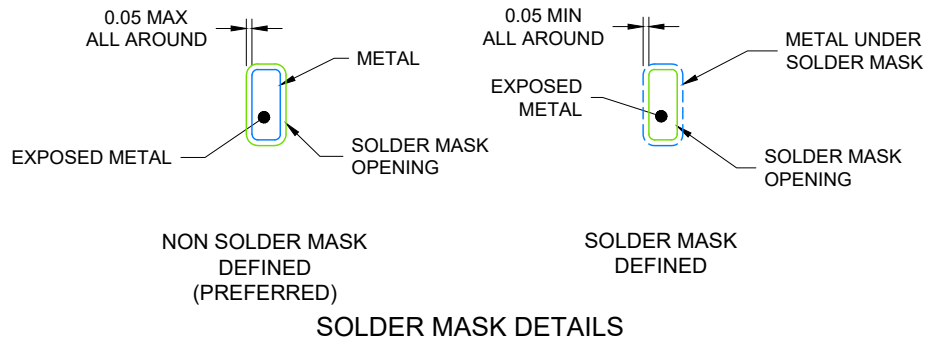 0.05 MAX
ALL AROUND
METAL
EXPOSED METAL
SOLDER MASK
OPENING
NON SOLDER MASK
DEFINED
(PREFERRED)
0.05 MIN
ALL AROUND
METAL UNDER
SOLDER MASK
EXPOSED
METAL
SOLDER MASK
OPENING
SOLDER MASK
DEFINED
SOLDER MASK DETAILS